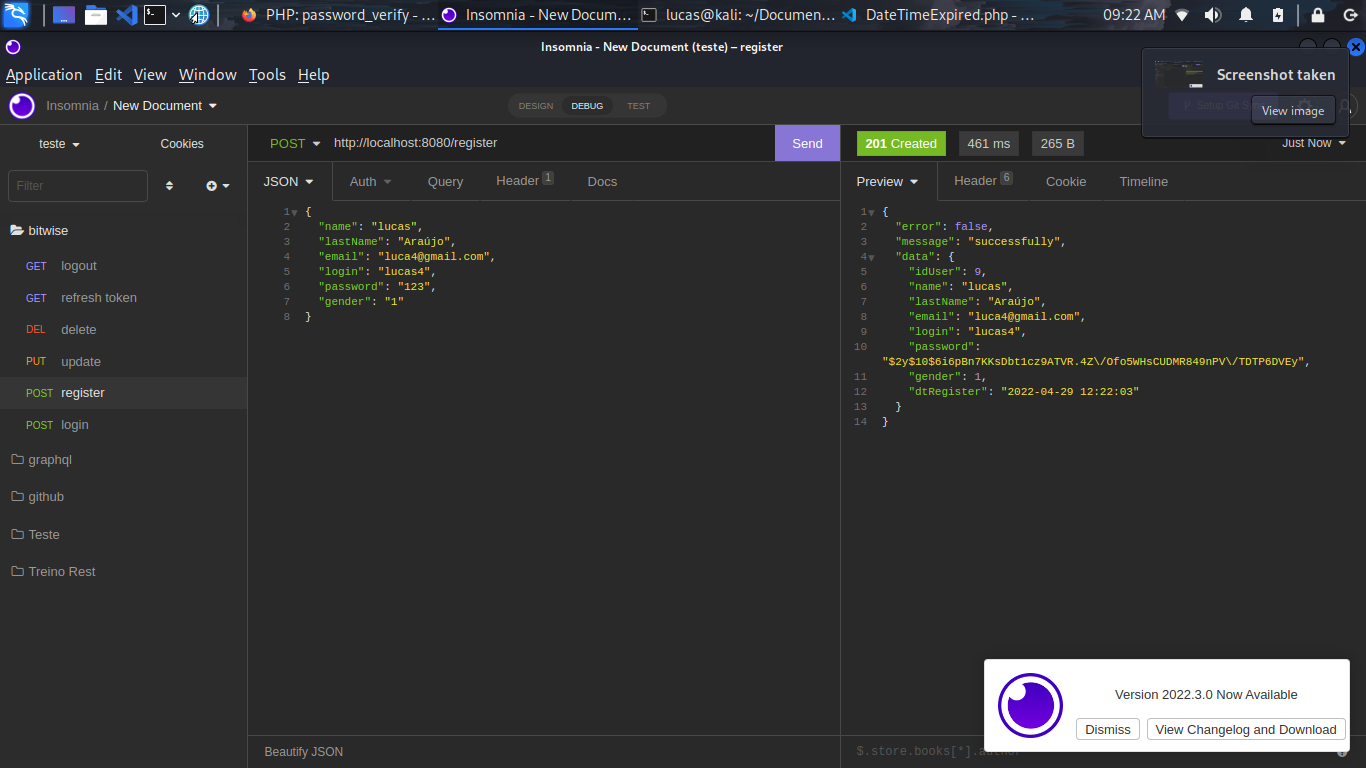 PHP: password_verify - ...
Insomnia - New Docum...
lucas@kali: ~/Documen...
DateTimeExpired.php - ...
09:22 AM
Insomnia - New Document (teste) – register
Application Edit View Window Tools Help
Screenshot taken
View image
Insomnia / New Document
DESIGN DEBUG TEST
teste Cookies
POST http://localhost:8080/register Send
201 Created 461 ms 265 B Just Now
Filter
JSON Auth Query Header 1 Docs
Preview Header 6 Cookie Timeline
bitwise
GET logout
GET refresh token
DEL delete
PUT update
POST register
POST login
graphql
github
Teste
Treino Rest
1 {
2 "name": "lucas",
3 "lastName": "Araújo",
4 "email": "luca4@gmail.com",
5 "login": "lucas4",
6 "password": "123",
7 "gender": "1"
8 }
1 {
2 "error": false,
3 "message": "successfully",
4 "data": {
5 "idUser": 9,
6 "name": "lucas",
7 "lastName": "Araújo",
8 "email": "luca4@gmail.com",
9 "login": "lucas4",
10 "password":
"$2y$10$6i6pBn7KKsDbt1cz9ATVR.4Z\/Ofo5WHsCUDMR849nPV\/TDTP6DVEy",
11 "gender": 1,
12 "dtRegister": "2022-04-29 12:22:03"
13 }
14 }
Version 2022.3.0 Now Available
Dismiss View Changelog and Download
Beautify JSON
$.store.books[*].author